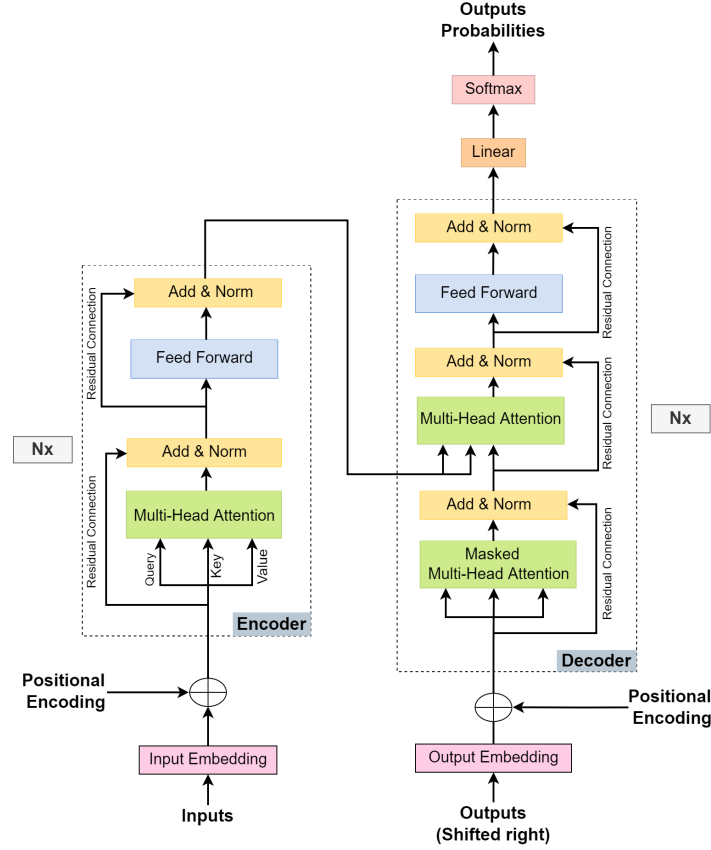 Outputs
Probabilities
Softmax
Linear
Add & Norm
Residual Connection
Feed Forward
Add & Norm
Residual Connection
Multi-Head Attention
Nx
Add & Norm
Residual Connection
Masked
Multi-Head Attention
Decoder
Positional
Encoding
Output Embedding
Outputs
(Shifted right)
Add & Norm
Residual Connection
Feed Forward
Nx
Add & Norm
Residual Connection
Multi-Head Attention
Query
Key
Value
Encoder
Positional
Encoding
Input Embedding
Inputs